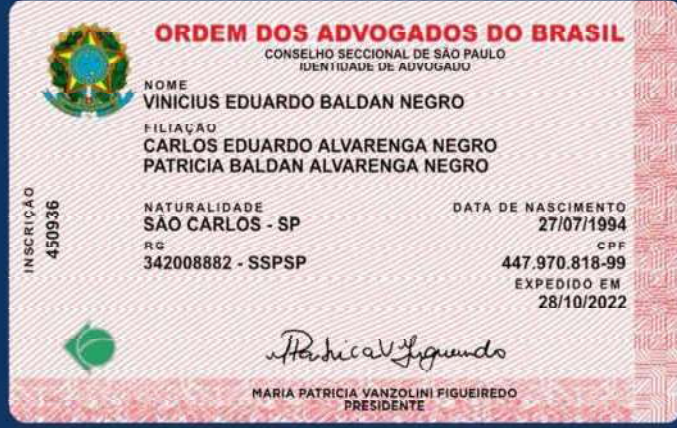 ORDEM DOS ADVOGADOS DO BRASIL
CONSELHO SECCIONAL DE SÃO PAULO
IDENTIDADE DE ADVOGADO
NOME
VINICIUS EDUARDO BALDAN NEGRO
FILIAÇÃO
CARLOS EDUARDO ALVARENGA NEGRO
PATRICIA BALDAN ALVARENGA NEGRO
INSCRIÇÃO
450936
NATURALIDADE
SÃO CARLOS - SP
DATA DE NASCIMENTO
27/07/1994
RG
342008882 - SSPSP
CPF
447.970.818-99
EXPEDIDO EM
28/10/2022
MARIA PATRICIA VANZOLINI FIGUEIREDO
PRESIDENTE